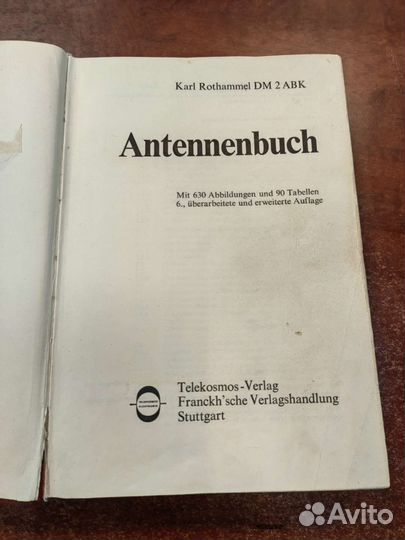 Karl Rothammel DM 2 ABK
Antennenbuch
Mit 630 Abbildungen und 90 Tabellen
6., überarbeitete und erweiterte Auflage
TELEKOSMOS
Telekosmos-Verlag
Franckh'sche Verlagshandlung
Stuttgart
Avito